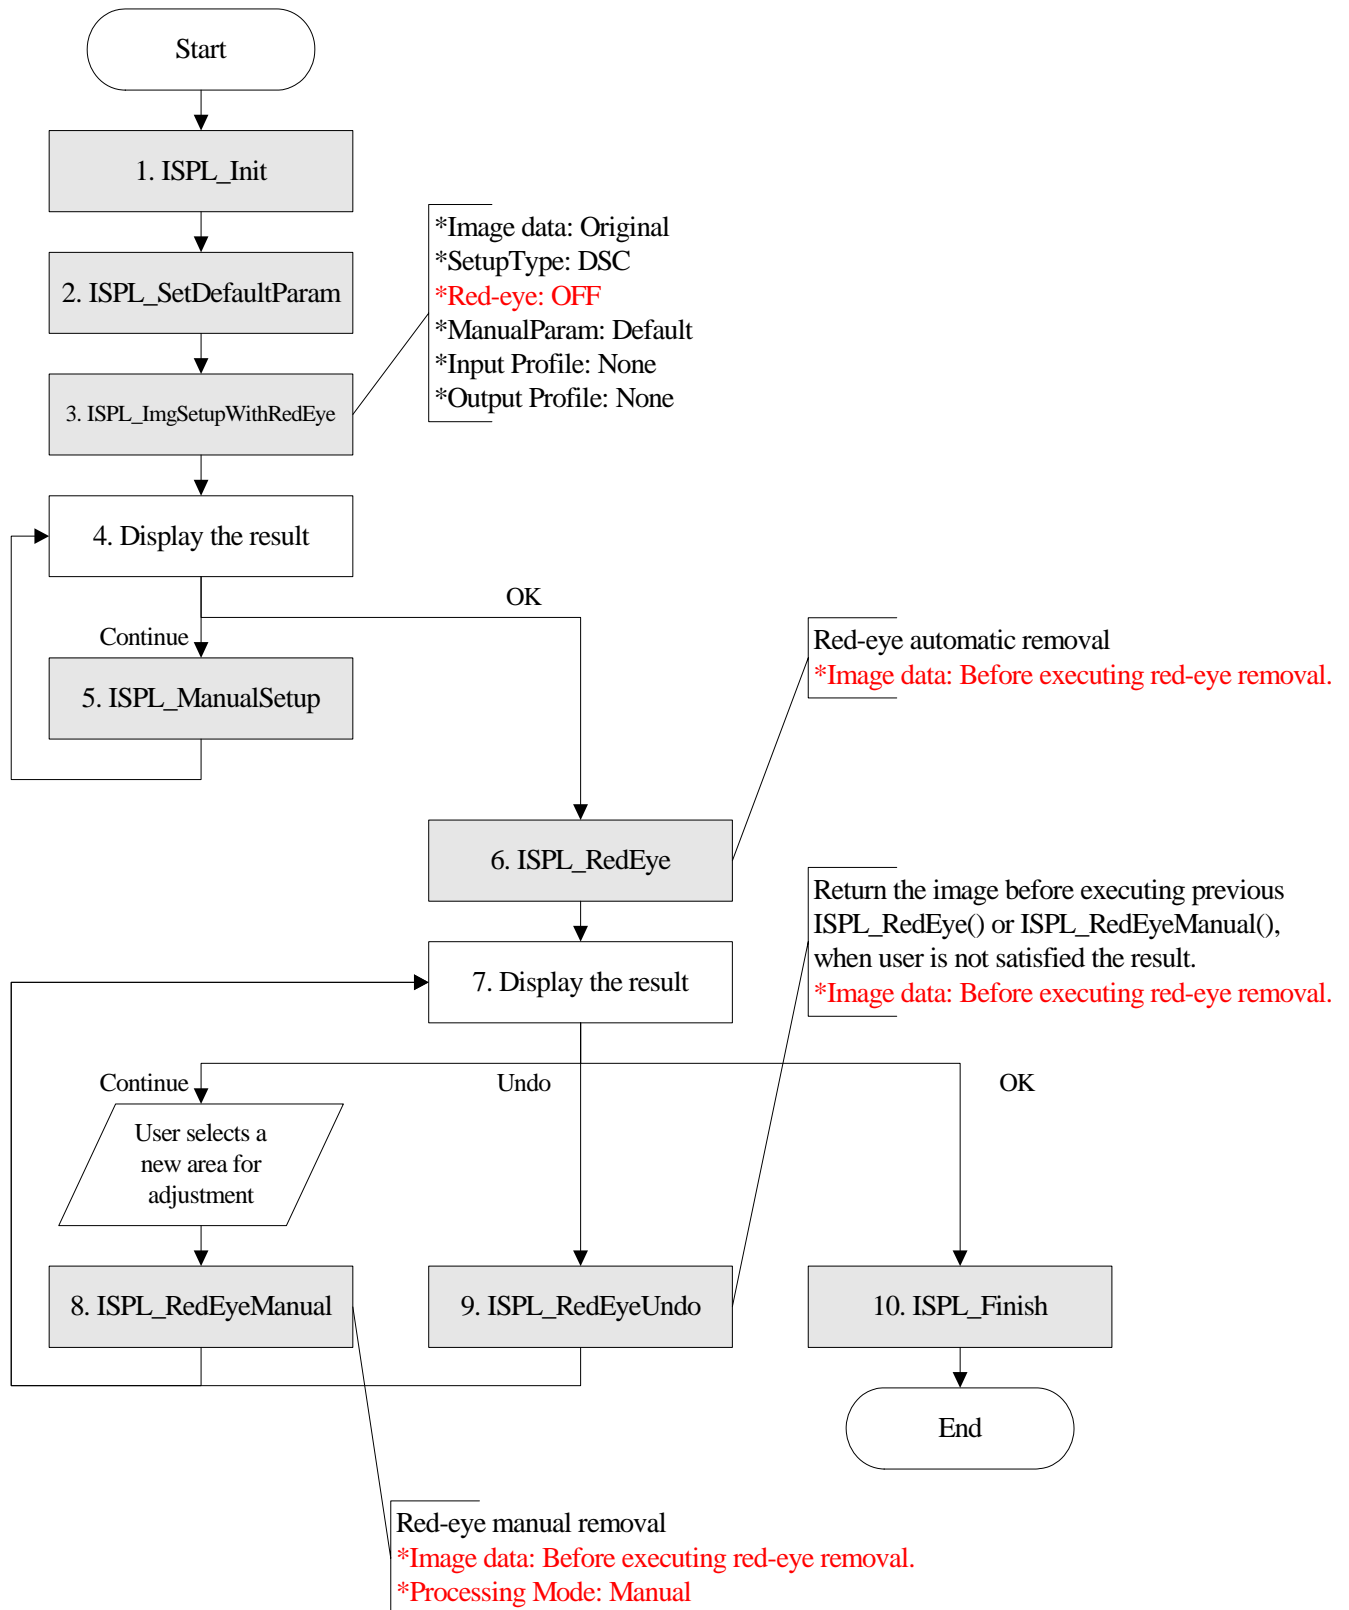 Start
1. ISPL_Init
2. ISPL_SetDefaultParam
3. ISPL_ImgSetupWithRedEye
*Image data: Original
*SetupType: DSC
*Red-eye: OFF
*ManualParam: Default
*Input Profile: None
*Output Profile: None
4. Display the result
OK
Continue
5. ISPL_ManualSetup
Red-eye automatic removal
*Image data: Before executing red-eye removal.
6. ISPL_RedEye
7. Display the result
Return the image before executing previous
ISPL_RedEye() or ISPL_RedEyeManual(),
when user is not satisfied the result.
*Image data: Before executing red-eye removal.
Continue
Undo
OK
User selects a
new area for
adjustment
8. ISPL_RedEyeManual
9. ISPL_RedEyeUndo
10. ISPL_Finish
End
Red-eye manual removal
*Image data: Before executing red-eye removal.
*Processing Mode: Manual